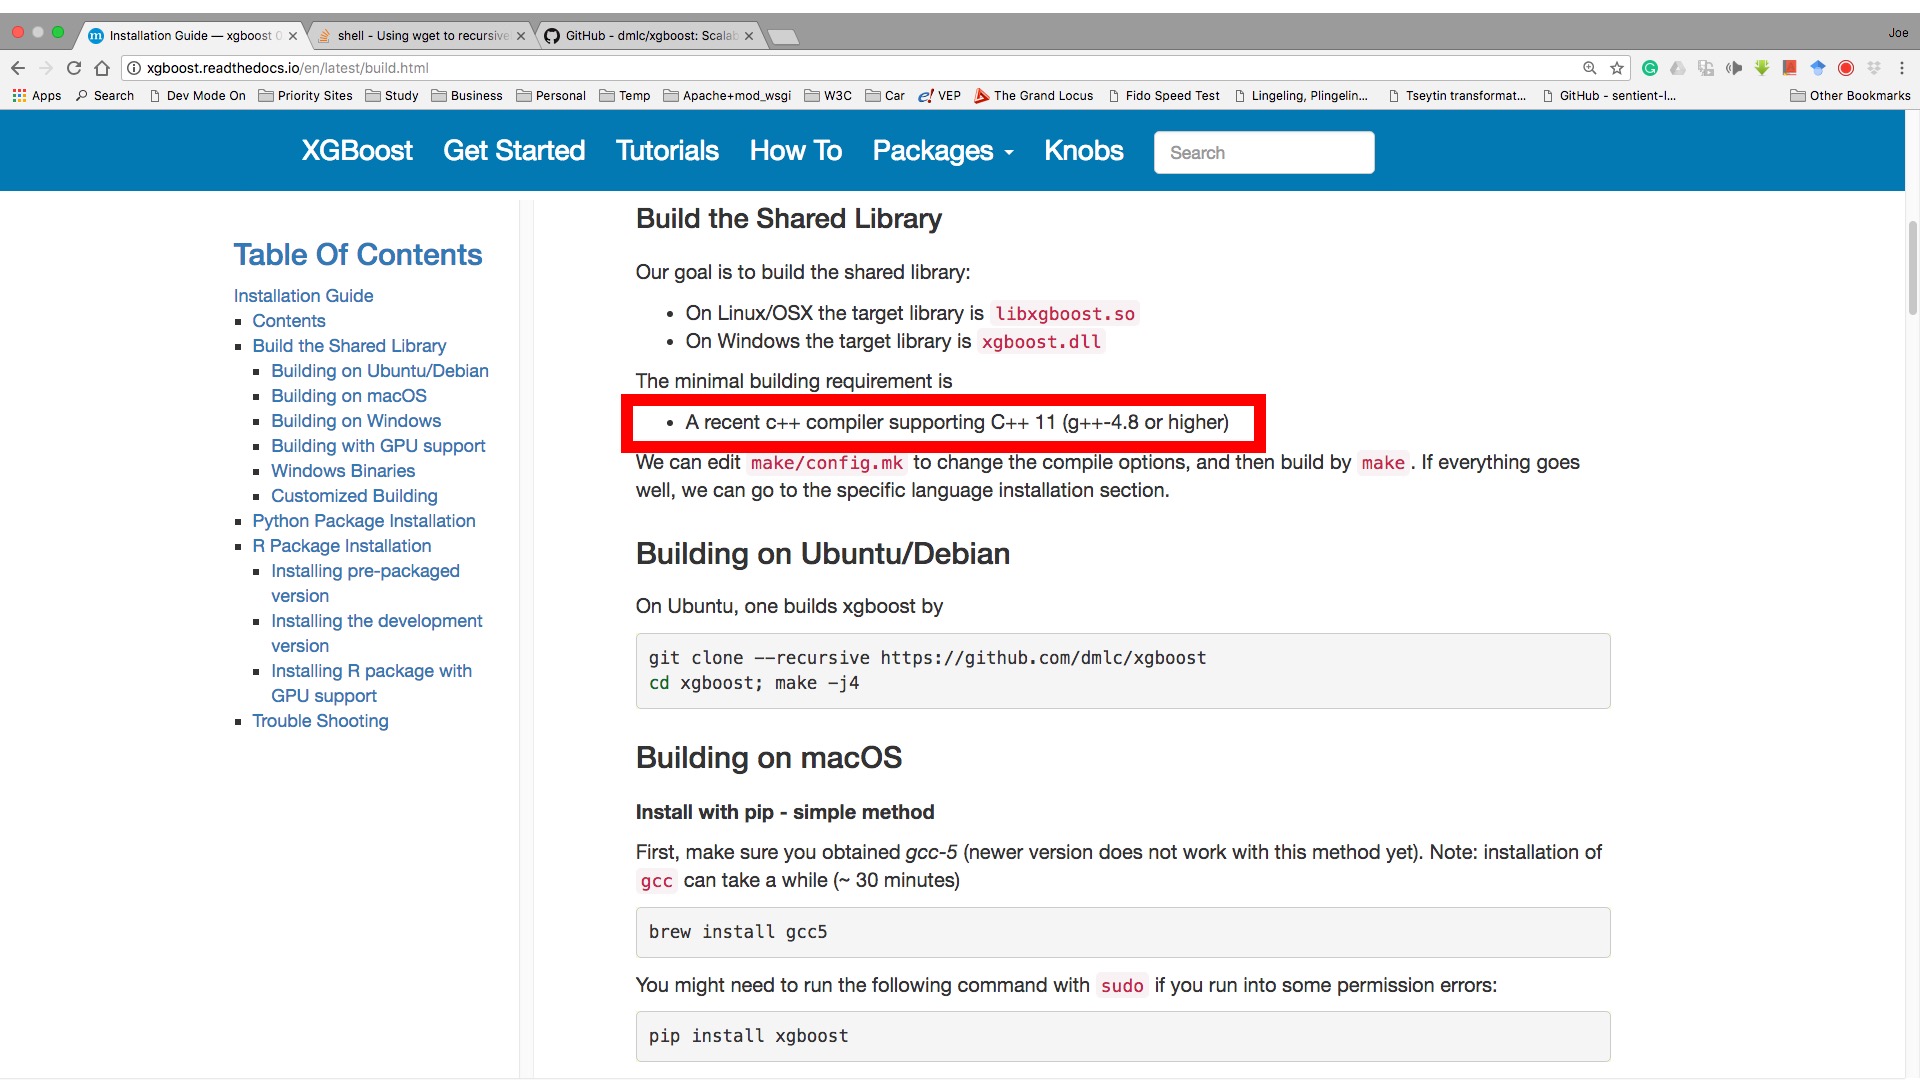 Joe
Installation Guide — xgboost 0
shell - Using wget to recursive
GitHub - dmlc/xgboost: Scalab
xgboost.readthedocs.io/en/latest/build.html
Apps Search Dev Mode On Priority Sites Study Business Personal Temp Apache+mod_wsgi W3C Car VEP The Grand Locus Fido Speed Test Lingeling, Plingelin... Tseytin transformat... GitHub - sentient-l... Other Bookmarks
XGBoost Get Started Tutorials How To Packages Knobs Search
Table Of Contents
Installation Guide
Contents
Build the Shared Library
Building on Ubuntu/Debian
Building on macOS
Building on Windows
Building with GPU support
Windows Binaries
Customized Building
Python Package Installation
R Package Installation
Installing pre-packaged
version
Installing the development
version
Installing R package with
GPU support
Trouble Shooting
Build the Shared Library
Our goal is to build the shared library:
• On Linux/OSX the target library is libxgboost.so
• On Windows the target library is xgboost.dll
The minimal building requirement is
• A recent c++ compiler supporting C++ 11 (g++-4.8 or higher)
We can edit make/config.mk to change the compile options, and then build by make . If everything goes
well, we can go to the specific language installation section.
Building on Ubuntu/Debian
On Ubuntu, one builds xgboost by
git clone --recursive https://github.com/dmlc/xgboost
cd xgboost; make -j4
Building on macOS
Install with pip - simple method
First, make sure you obtained gcc-5 (newer version does not work with this method yet). Note: installation of
gcc can take a while (~ 30 minutes)
brew install gcc5
You might need to run the following command with sudo if you run into some permission errors:
pip install xgboost